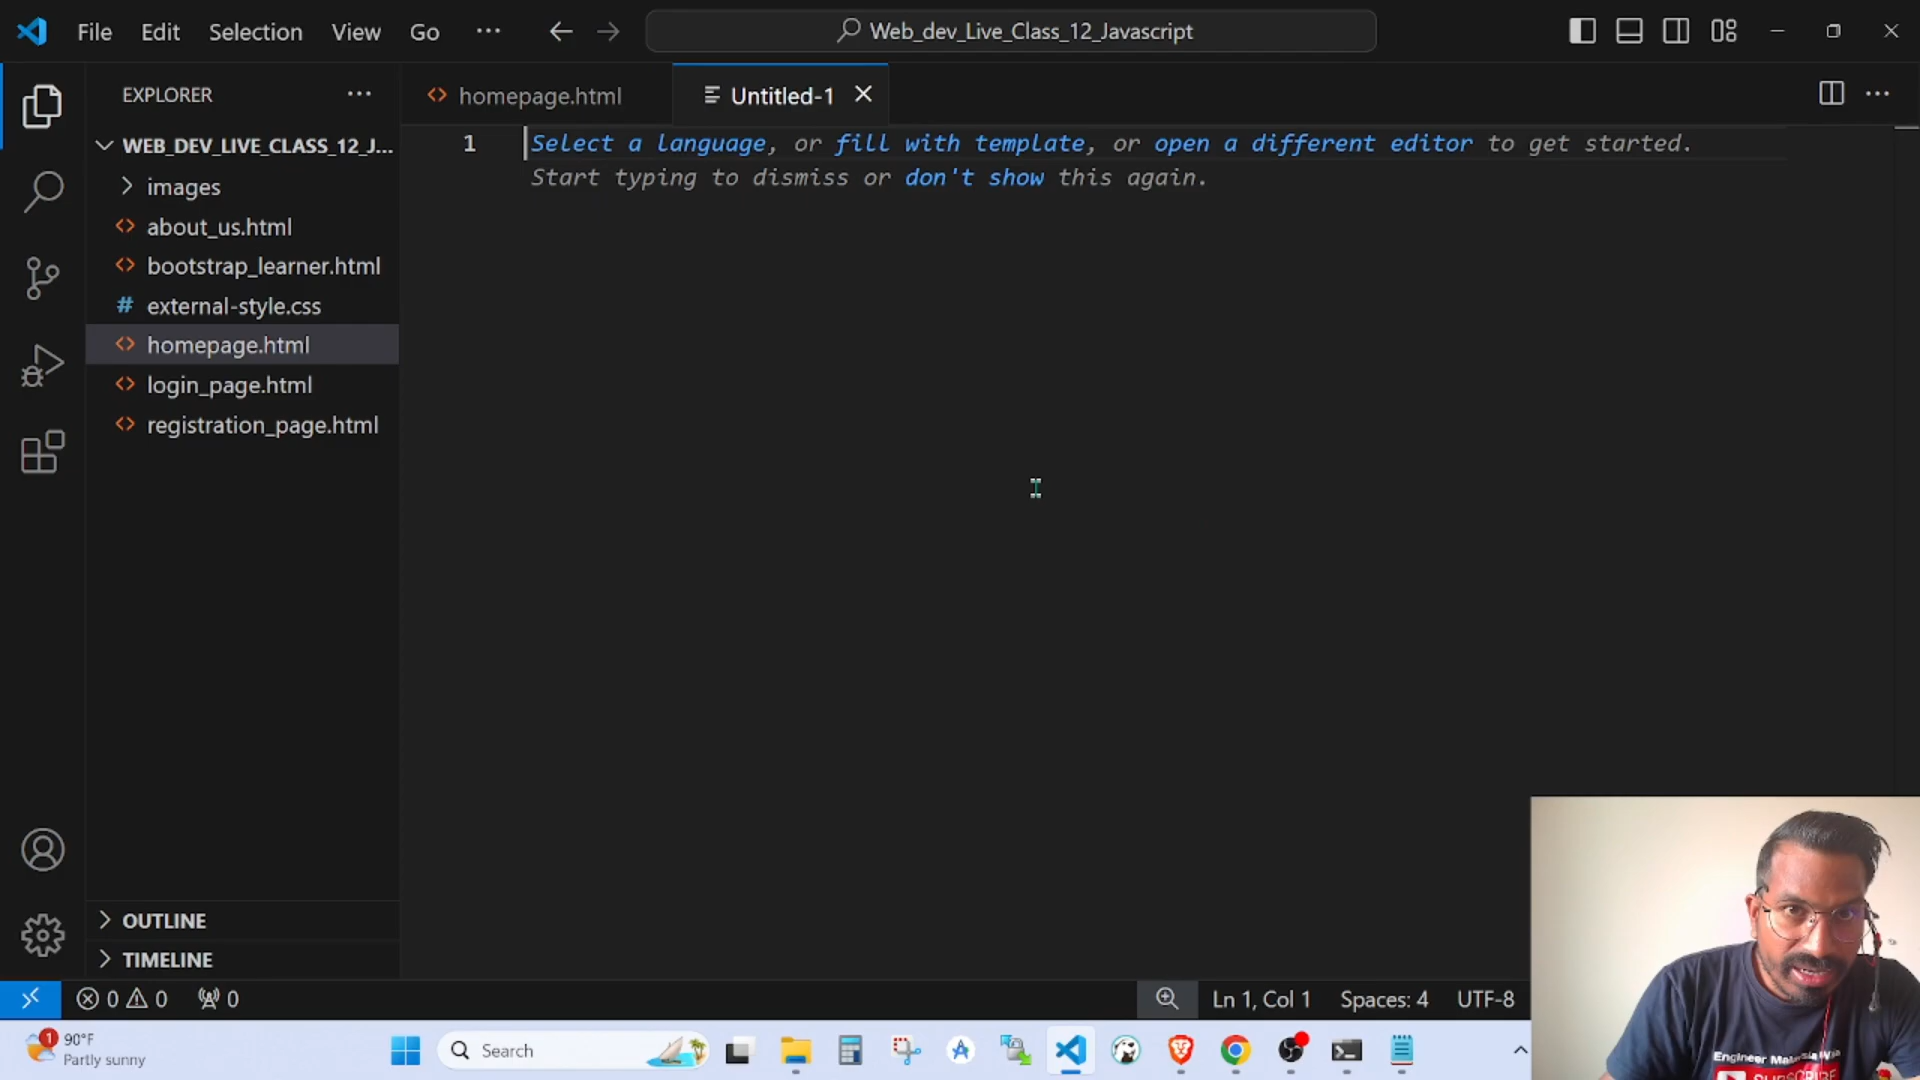 File Edit Selection View Go ··· Web_dev_Live_Class_12_Javascript
EXPLORER ···
homepage.html
Untitled-1
WEB_DEV_LIVE_CLASS_12_J...
images
about_us.html
bootstrap_learner.html
external-style.css
homepage.html
login_page.html
registration_page.html
OUTLINE
TIMELINE
1 Select a language, or fill with template, or open a different editor to get started.
Start typing to dismiss or don't show this again.
0 0 0
Ln 1, Col 1 Spaces: 4 UTF-8
1 90°F
Partly sunny
Search
SUBSCRIBE